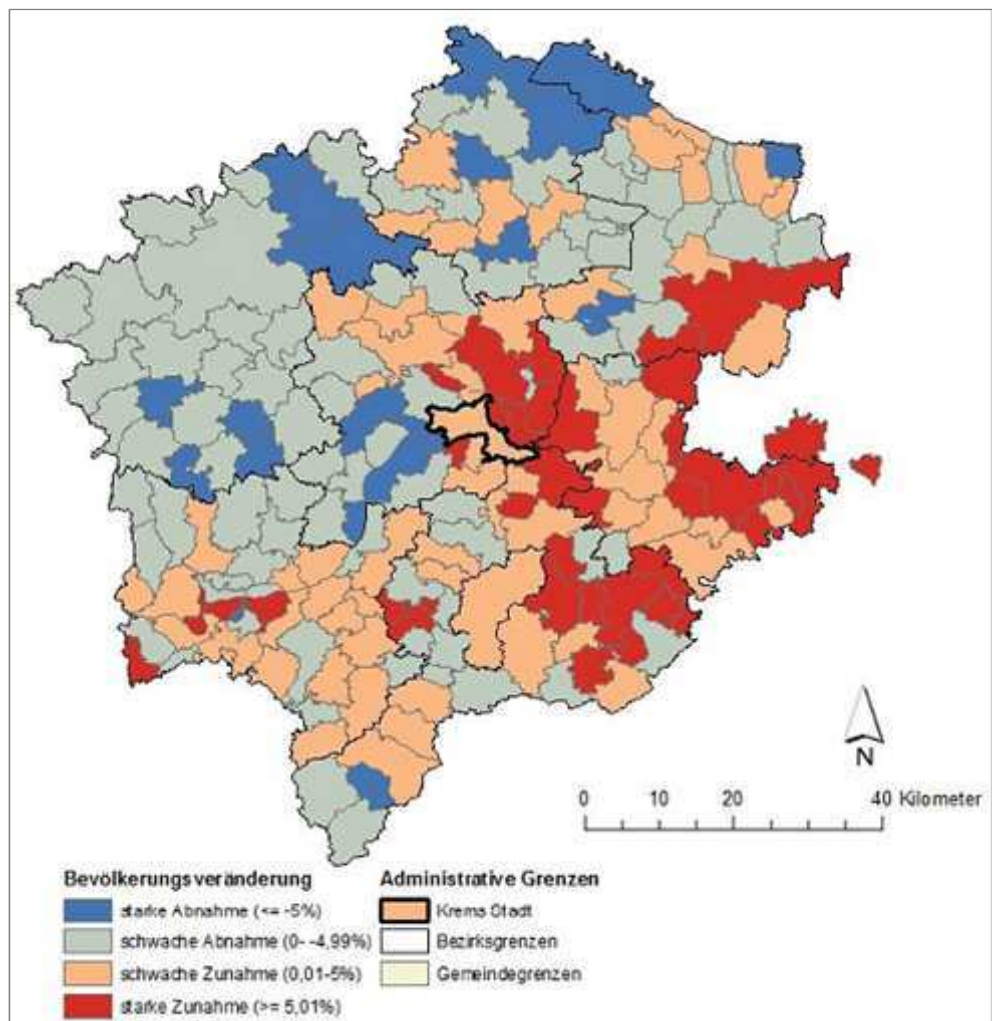 N
0 10 20 40 Kilometer
Bevölkerungsveränderung
starke Abnahme (<= -5%)
schwache Abnahme (0- -4,99%)
schwache Zunahme (0,01-5%)
starke Zunahme (>= 5,01%)
Administrative Grenzen
Krems Stadt
Bezirksgrenzen
Gemeindegrenzen